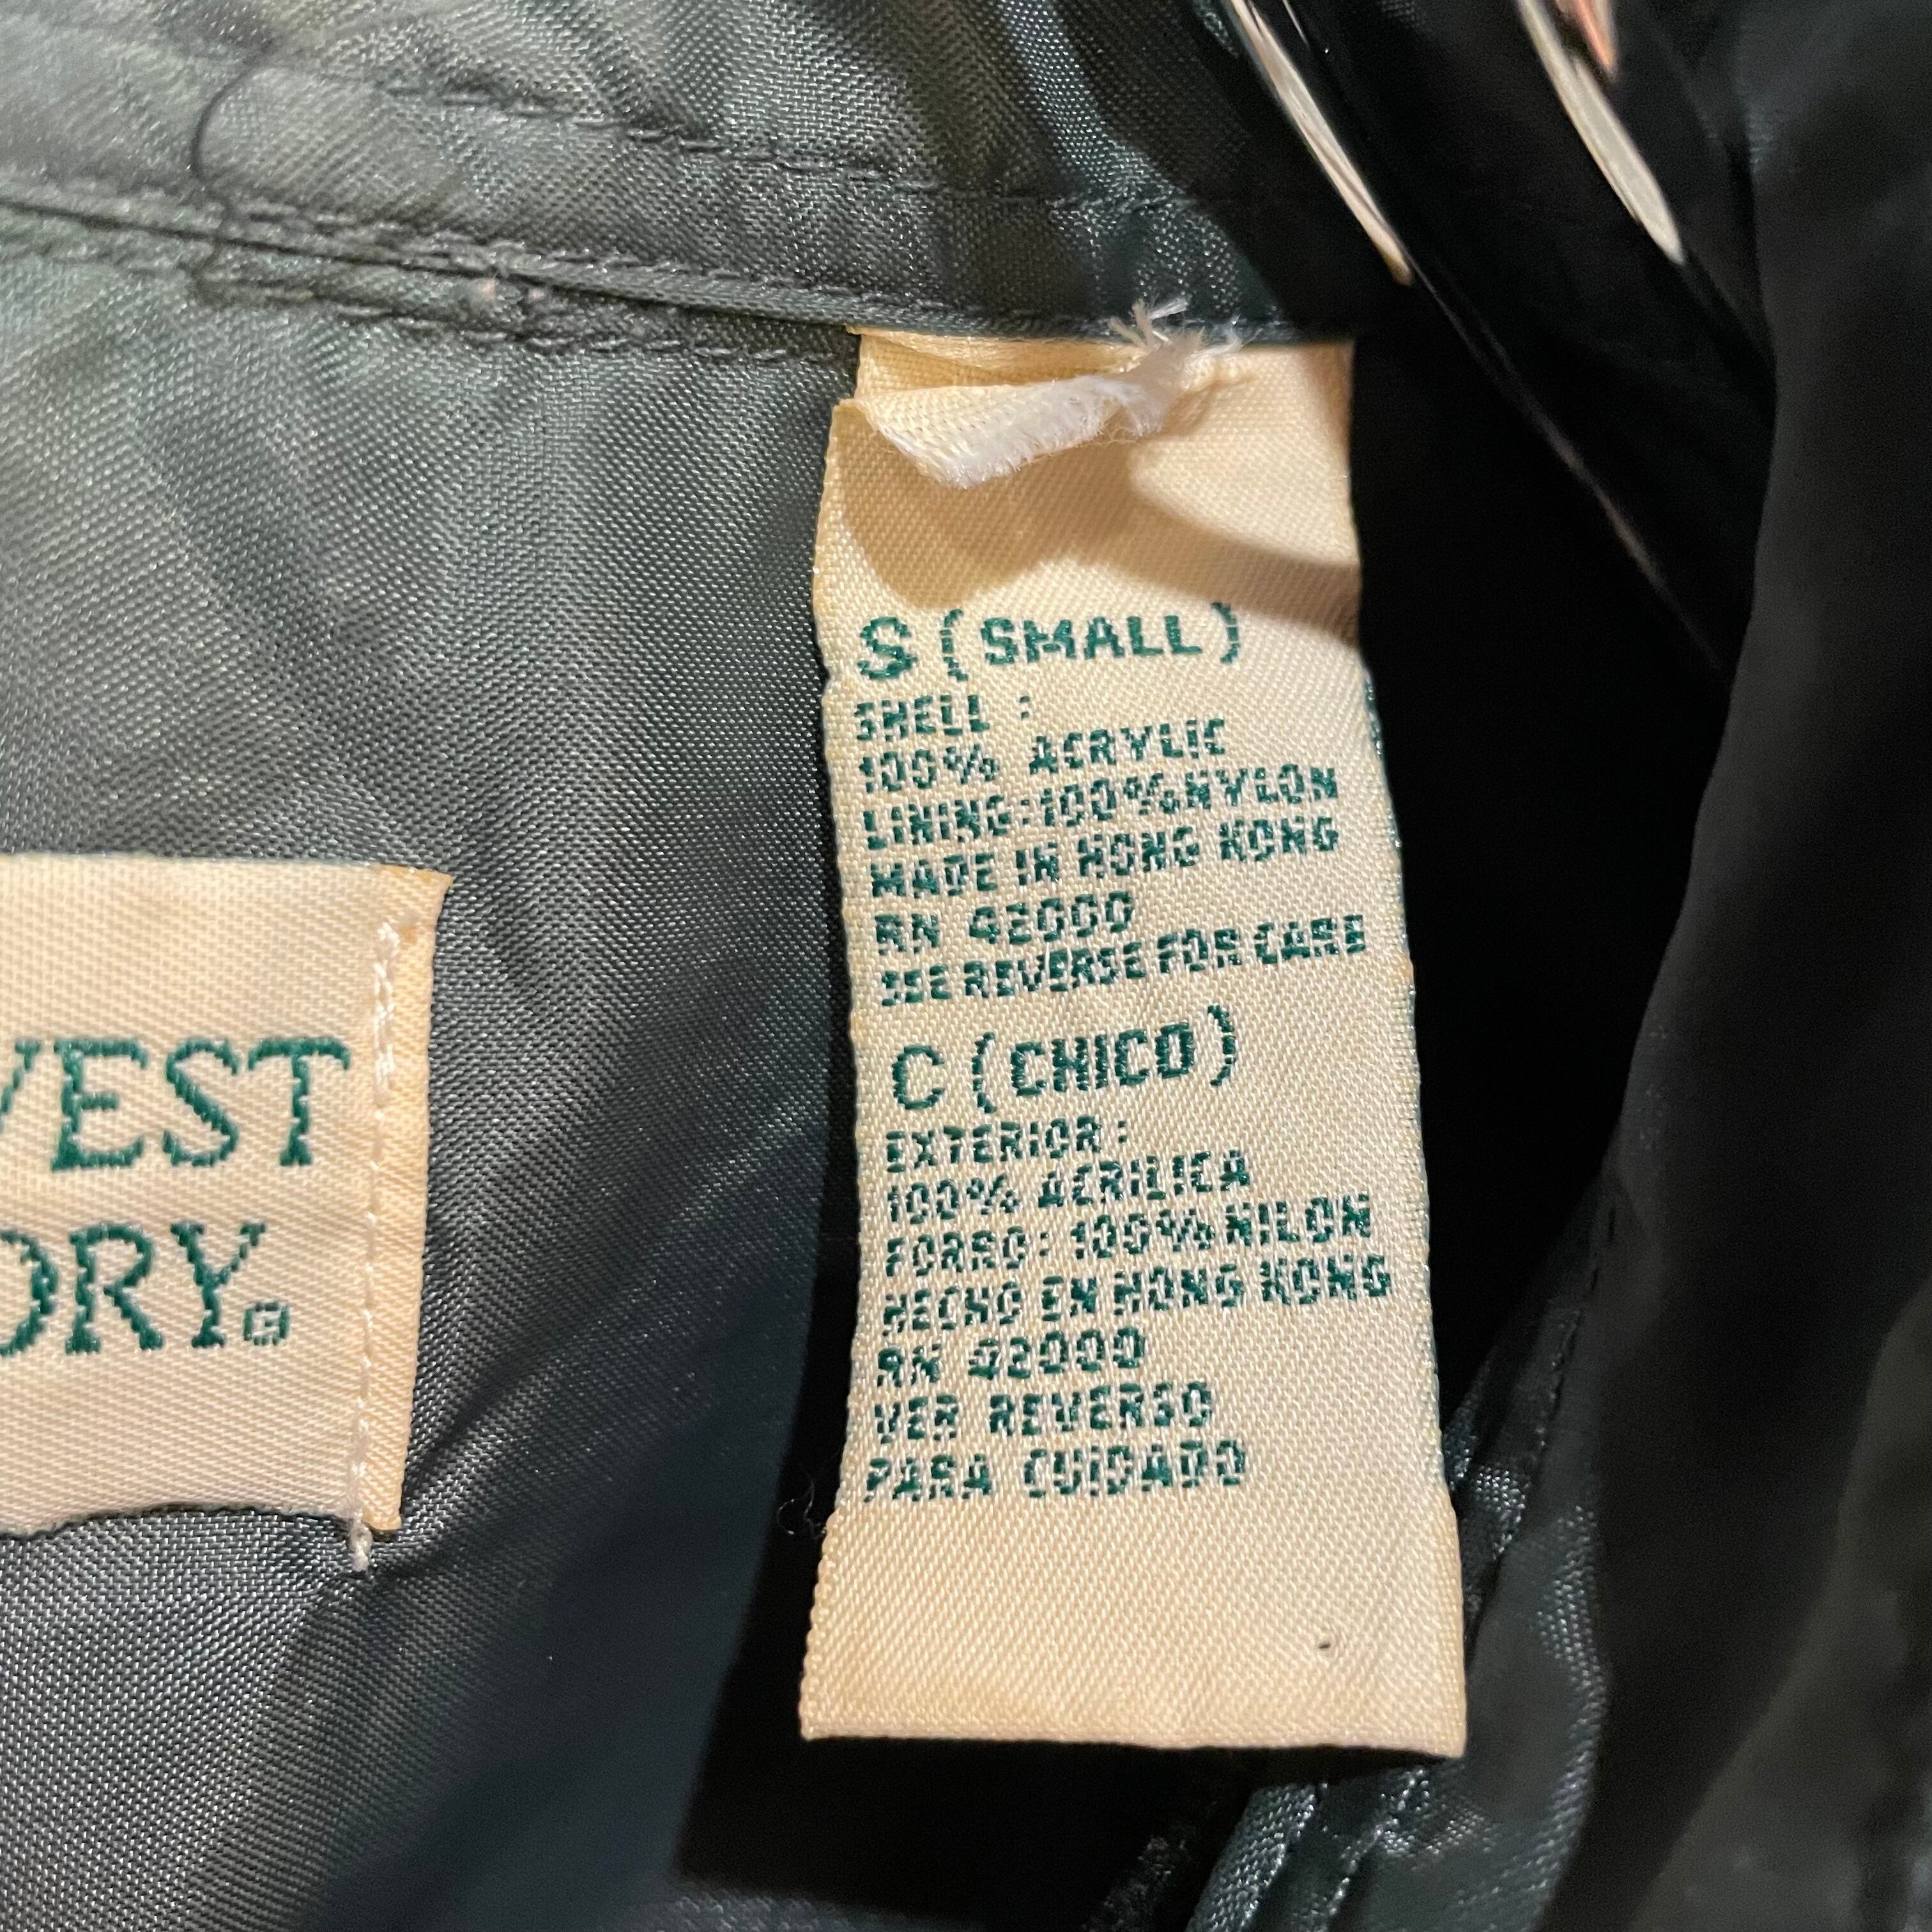 VEST
ORY.
S (SMALL)
SHELL :
100% ACRYLIC
LINING:100%NYLON
MADE IN HONG KONG
RN 42000
SEE REVERSE FOR CARE
C (CHICO)
EXTERIOR:
100% ACRILICA
FORRO: 100% NILON
HECHO EN HONG KONG
RN 42000
VER REVERSO
PARA CUIDADO